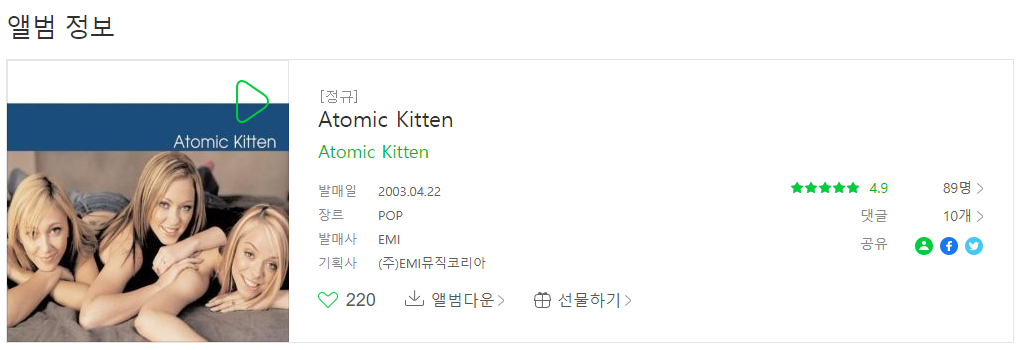 앨범 정보
Atomic Kitten
[정규]
Atomic Kitten
Atomic Kitten
발매일 2003.04.22
장르 POP
발매사 EMI
기획사 (주)EMI뮤직코리아
4.9 89명
댓글 10개
공유
220 앨범다운 선물하기